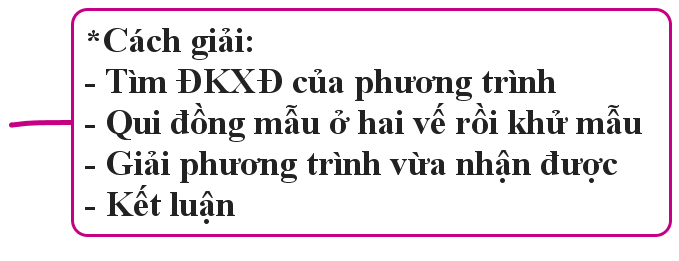 *Cách giải:
- Tìm ĐKXĐ của phương trình
- Qui đồng mẫu ở hai vế rồi khử mẫu
- Giải phương trình vừa nhận được
- Kết luận